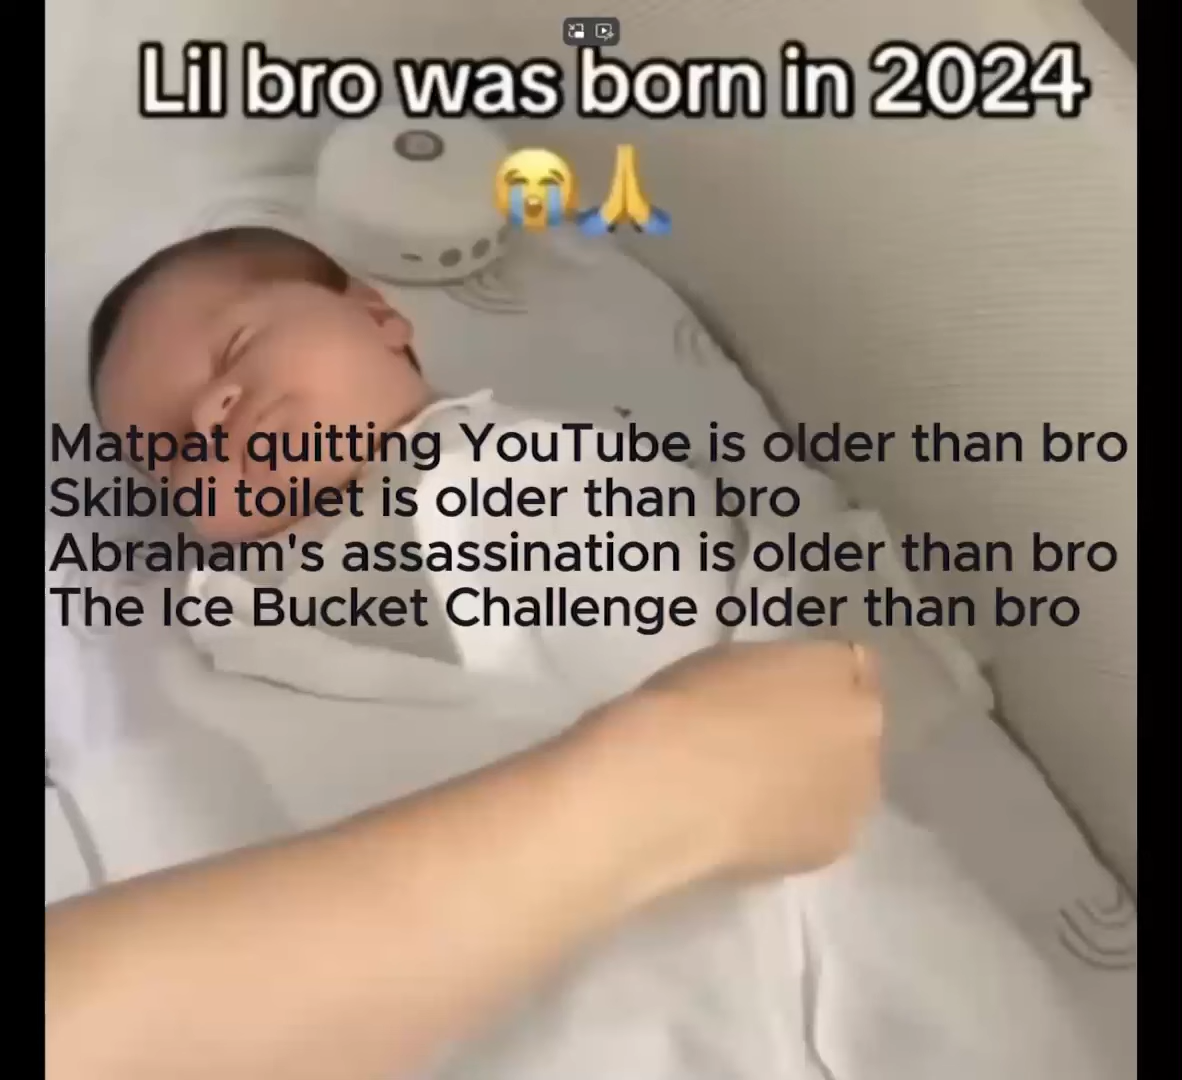 Lil bro was born in 2024
😭🙏
Matpat quitting YouTube is older than bro
Skibidi toilet is older than bro
Abraham's assassination is older than bro
The Ice Bucket Challenge older than bro